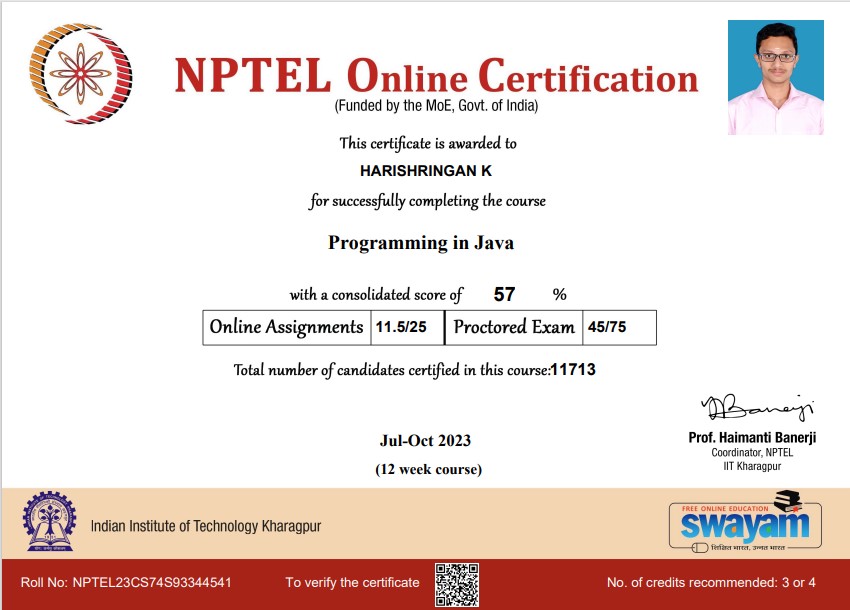 NPTEL Online Certification
(Funded by the MoE, Govt. of India)
This certificate is awarded to
HARISHRINGAN K
for successfully completing the course
Programming in Java
with a consolidated score of 57 %
Online Assignments 11.5/25 Proctored Exam 45/75
Total number of candidates certified in this course:11713
Jul-Oct 2023
(12 week course)
Prof. Haimanti Banerji
Coordinator, NPTEL
IIT Kharagpur
Indian Institute of Technology Kharagpur
FREE ONLINE EDUCATION
swayam
शिक्षित भारत, उन्नत भारत
Roll No: NPTEL23CS74S93344541
To verify the certificate
No. of credits recommended: 3 or 4